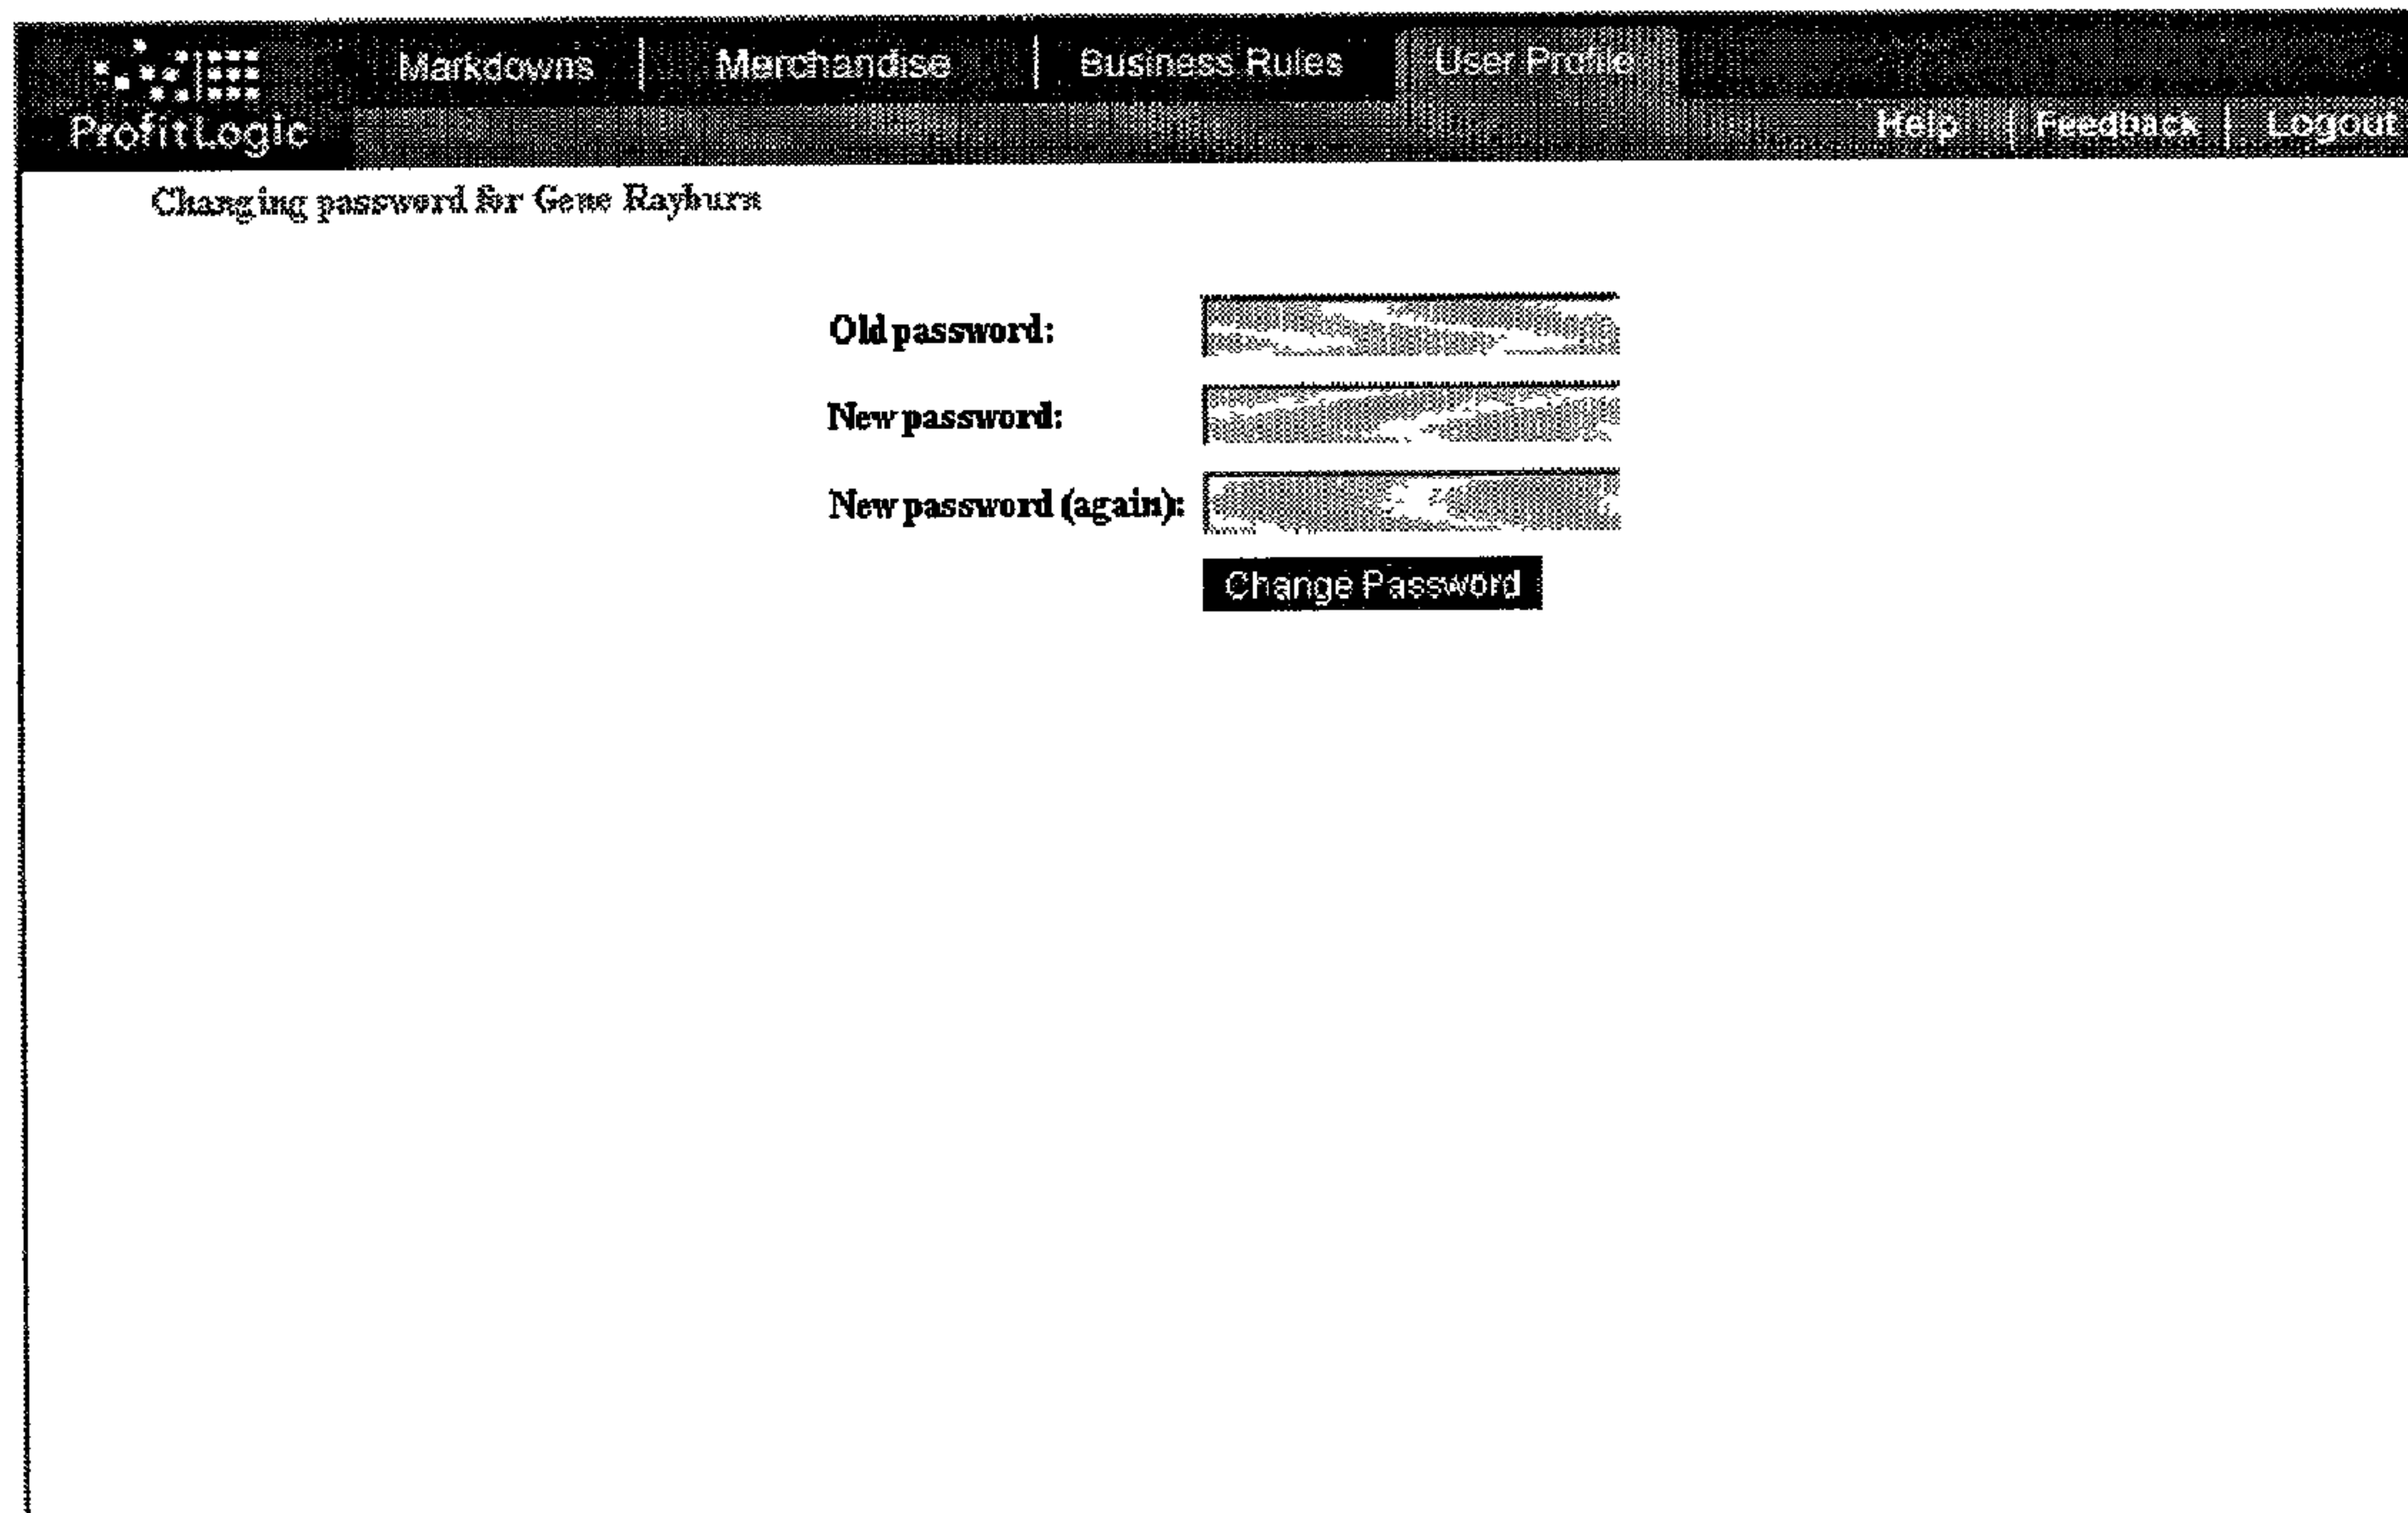 Markdowns | Merchandise | Business Rules User Profile
ProfitLogic
Help | Feedback | Logout
Changing password for Gene Rayburn
Old password:
New password:
New password (again):
Change Password